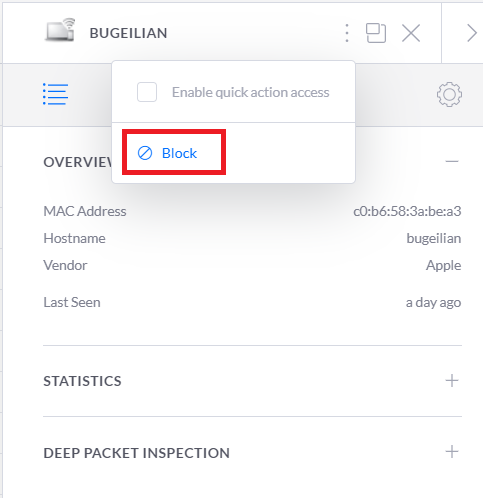 BUGEILIAN
Enable quick action access
Block
OVERVIEW
MAC Address c0:b6:58:3a:be:a3
Hostname bugeilian
Vendor Apple
Last Seen a day ago
STATISTICS
DEEP PACKET INSPECTION